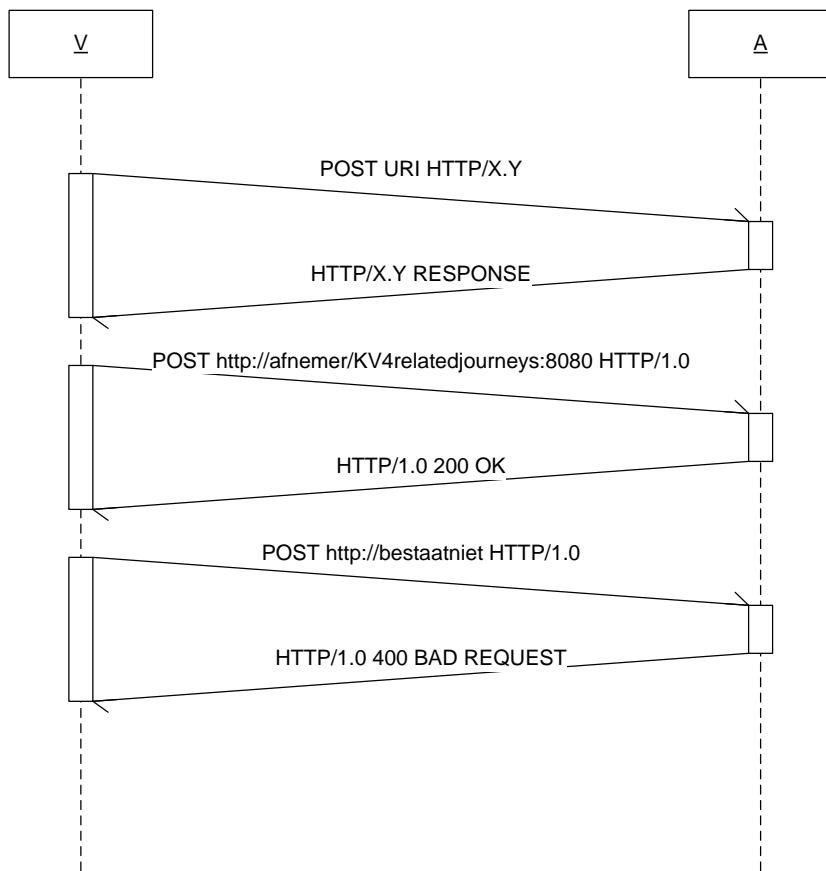 V
A
POST URI HTTP/X.Y
HTTP/X.Y RESPONSE
POST http://afnemer/KV4relatedjourneys:8080 HTTP/1.0
HTTP/1.0 200 OK
POST http://bestaatniet HTTP/1.0
HTTP/1.0 400 BAD REQUEST